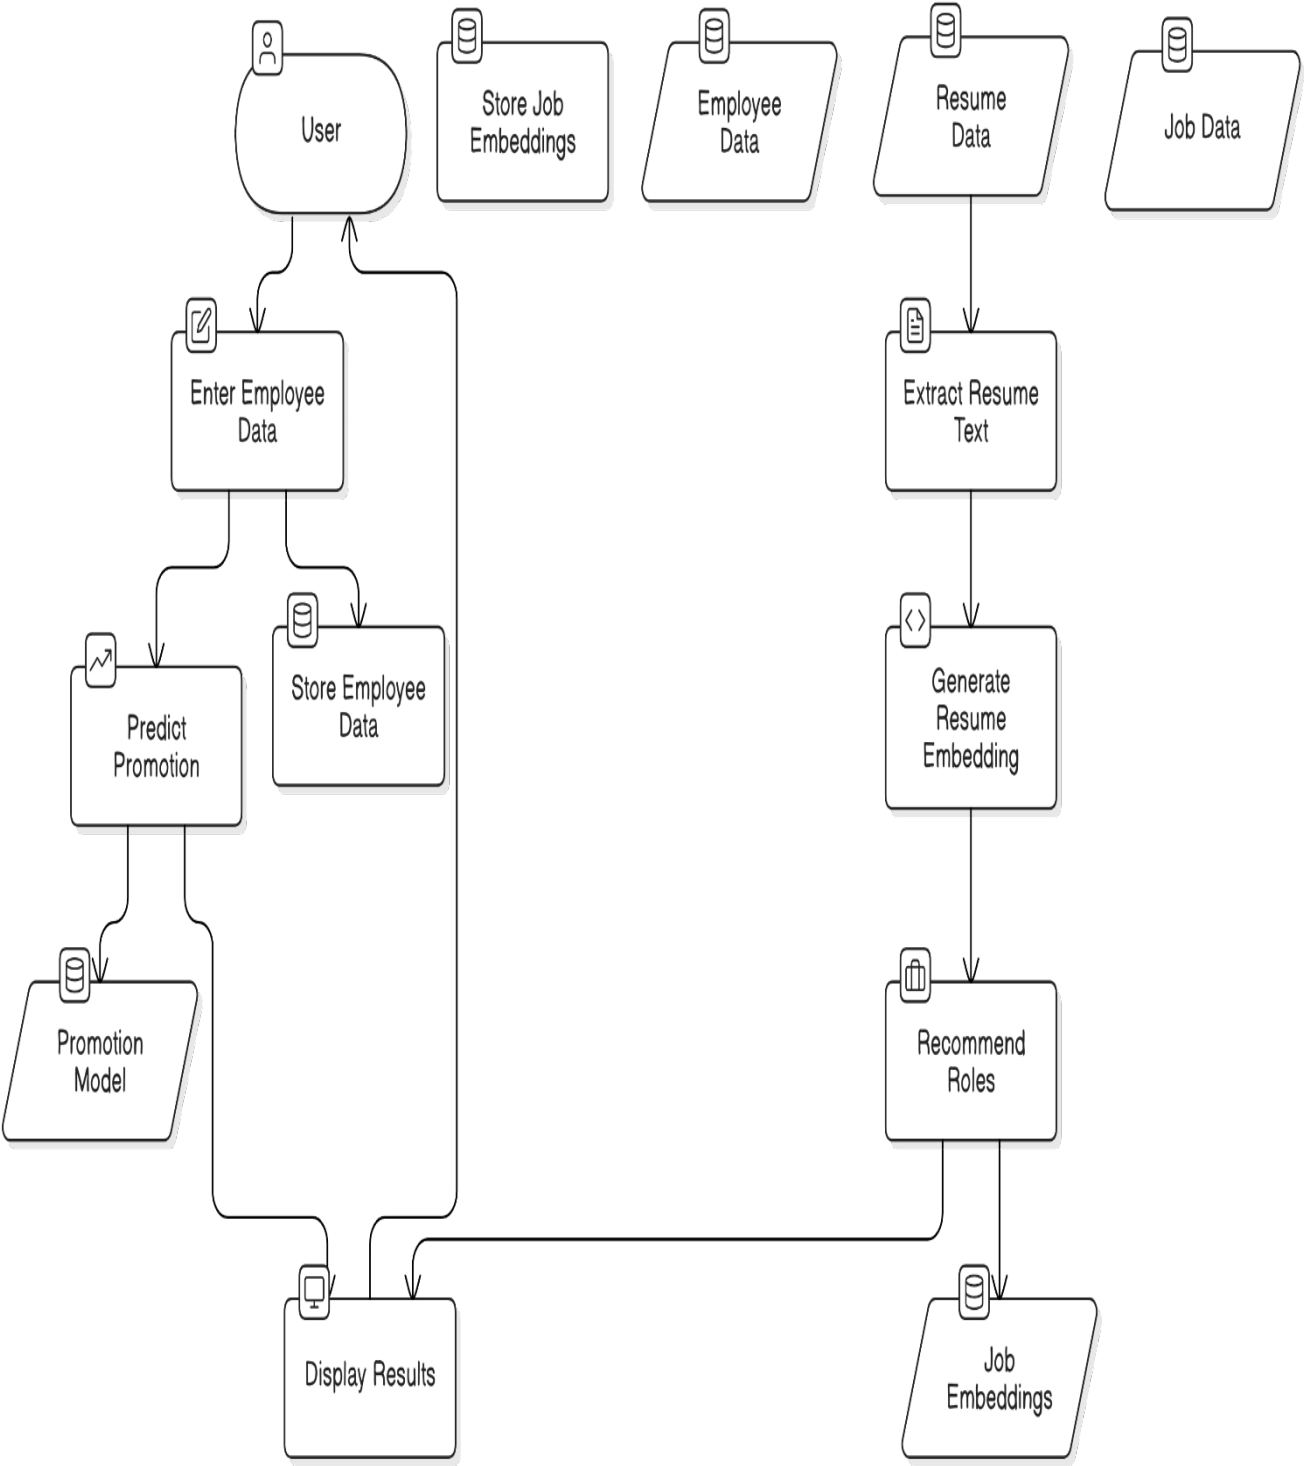 User
Store Job
Embeddings
Employee
Data
Resume
Data
Job Data
Enter Employee
Data
Extract Resume
Text
Predict
Promotion
Store Employee
Data
Generate
Resume
Embedding
Promotion
Model
Recommend
Roles
Display Results
Job
Embeddings